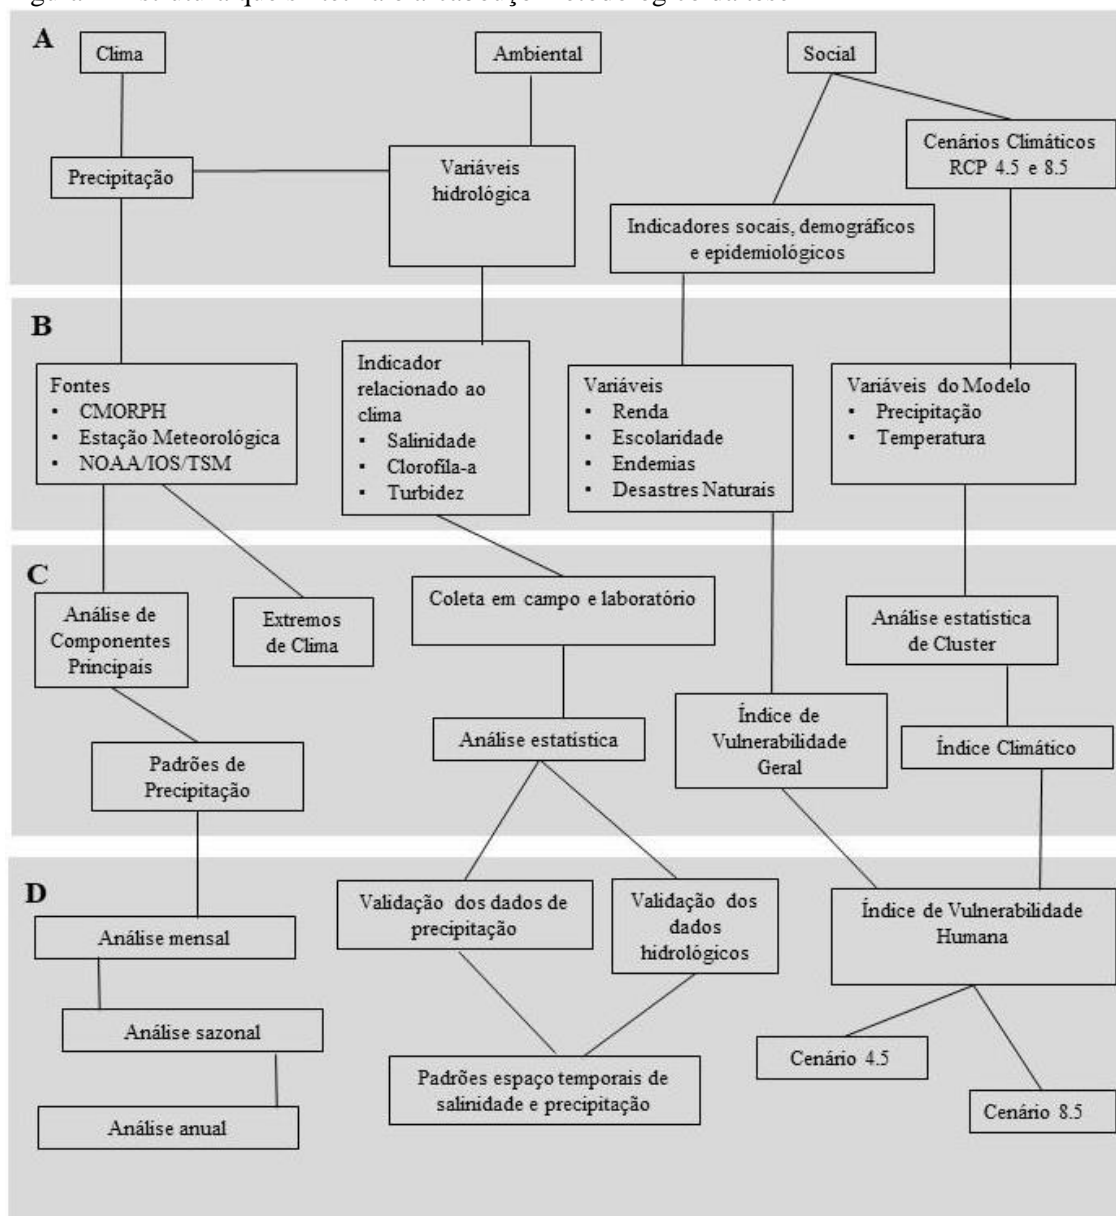 A
Clima
Ambiental
Social
Cenários Climáticos
RCP 4.5 e 8.5
Precipitação
Variáveis
hidrológica
Indicadores socais, demográficos
e epidemiológicos
B
Fontes
▪ CMORPH
▪ Estação Meteorológica
▪ NOAA/IOS/TSM
Indicador
relacionado ao
clima
▪ Salinidade
▪ Clorofila-a
▪ Turbidez
Variáveis
▪ Renda
▪ Escolaridade
▪ Endemias
▪ Desastres Naturais
Variáveis do Modelo
▪ Precipitação
▪ Temperatura
C
Análise de
Componentes
Principais
Extremos
de Clima
Coleta em campo e laboratório
Análise estatística
de Cluster
Padrões de
Precipitação
Análise estatística
Índice de
Vulnerabilidade
Geral
Índice Climático
D
Análise mensal
Análise sazonal
Análise anual
Validação dos dados de
precipitação
Validação dos
dados
hidrológicos
Padrões espaço temporais de
salinidade e precipitação
Índice de Vulnerabilidade
Humana
Cenário 4.5
Cenário 8.5